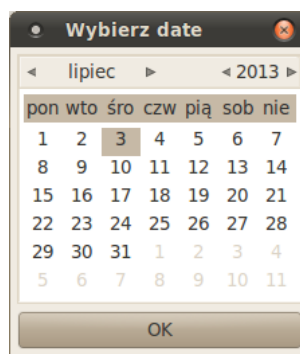 Wybierz date
lipiec 2013
pon wto śro czw pią sob nie
1 2 3 4 5 6 7
8 9 10 11 12 13 14
15 16 17 18 19 20 21
22 23 24 25 26 27 28
29 30 31 1 2 3 4
5 6 7 8 9 10 11
OK